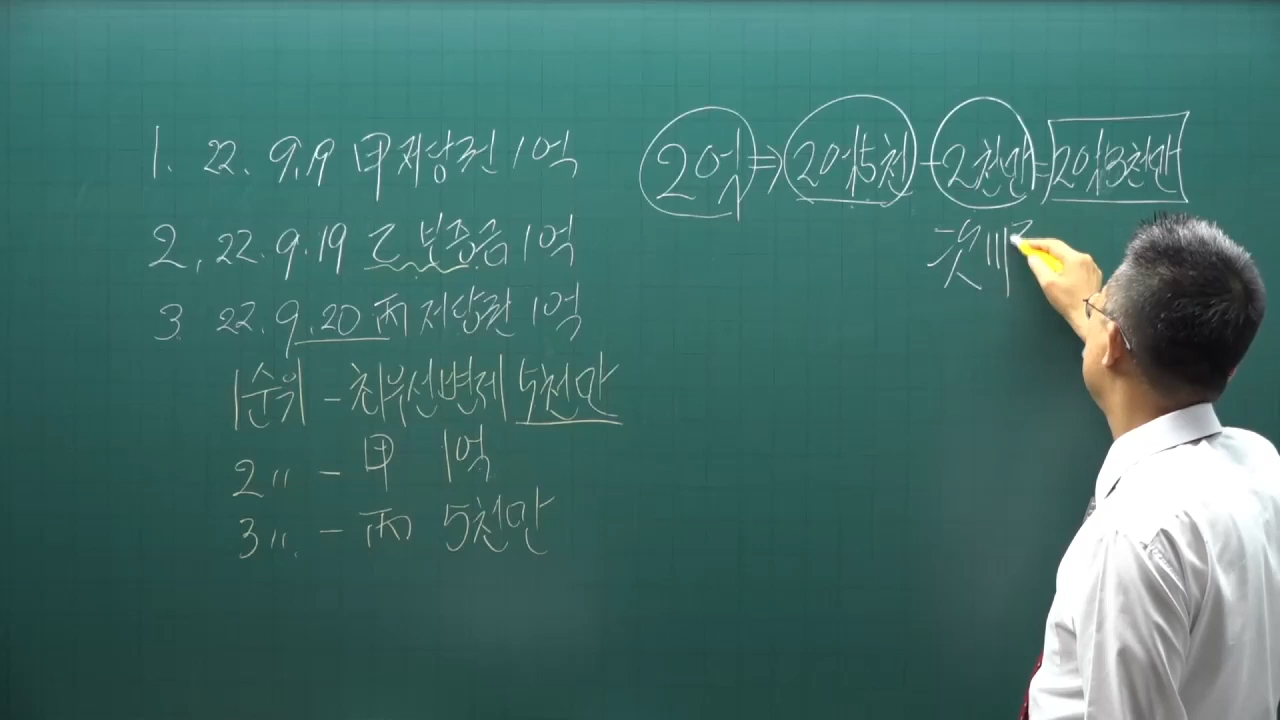 1. 22. 9.9 甲 저당권 1억
2. 22.9.19 乙 보증금 1억
3 22.9.20 丙 저당권 1억
1순위 - 최우선변제 5천만
2〃 - 甲 1억
3〃 - 丙 5천만
2억 ⇒ 2억5천 - 2천만 = 2억3천만
次順